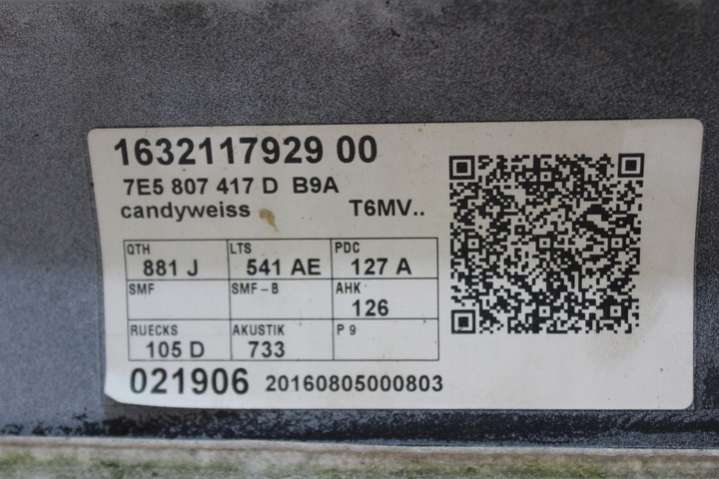 1632117929 00
7E5 807 417 D B9A
candyweiss T6MV..
QTH LTS PDC
881 J 541 AE 127 A
SMF SMF-B AHK
126
RUECKS AKUSTIK P9
105 D 733
021906 20160805000803